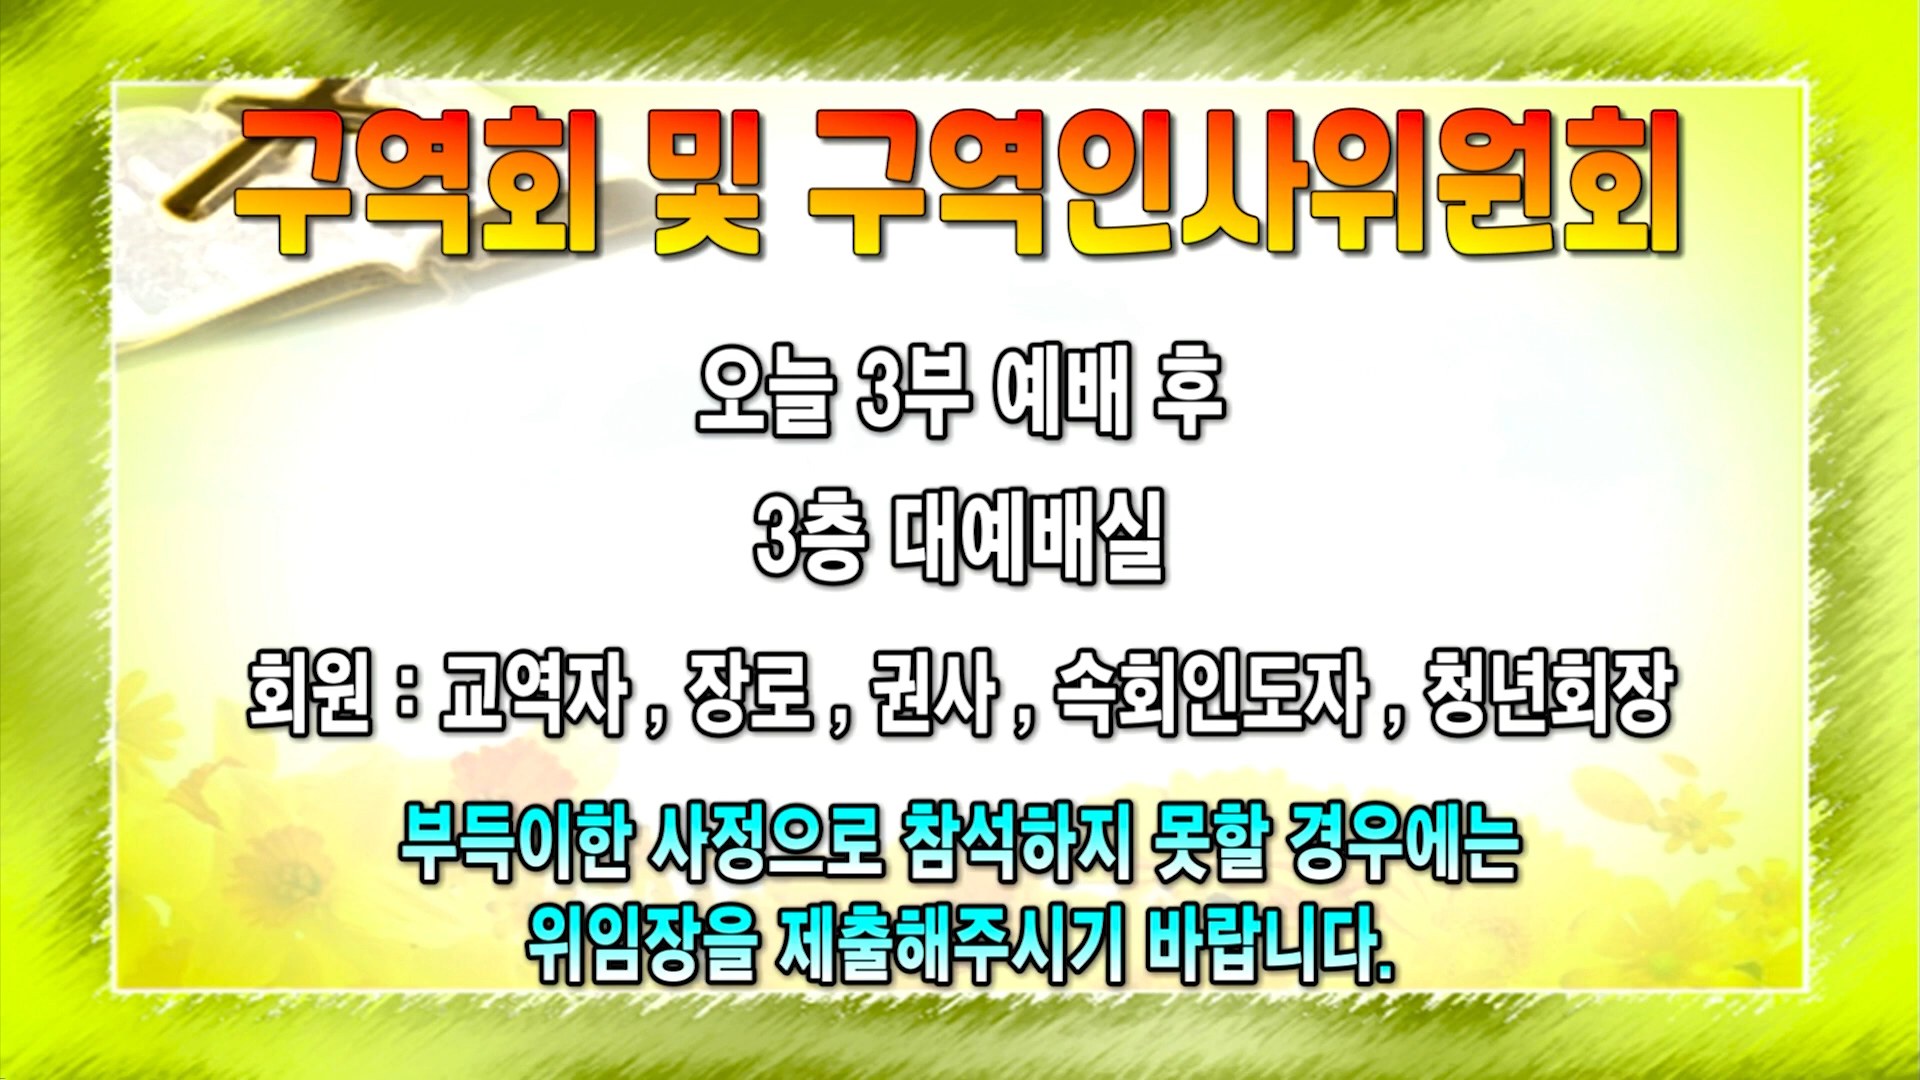 구역회 및 구역인사위원회
오늘 3부 예배 후
3층 대예배실
회원 : 교역자 , 장로 , 권사 , 속회인도자 , 청년회장
부득이한 사정으로 참석하지 못할 경우에는
위임장을 제출해주시기 바랍니다.